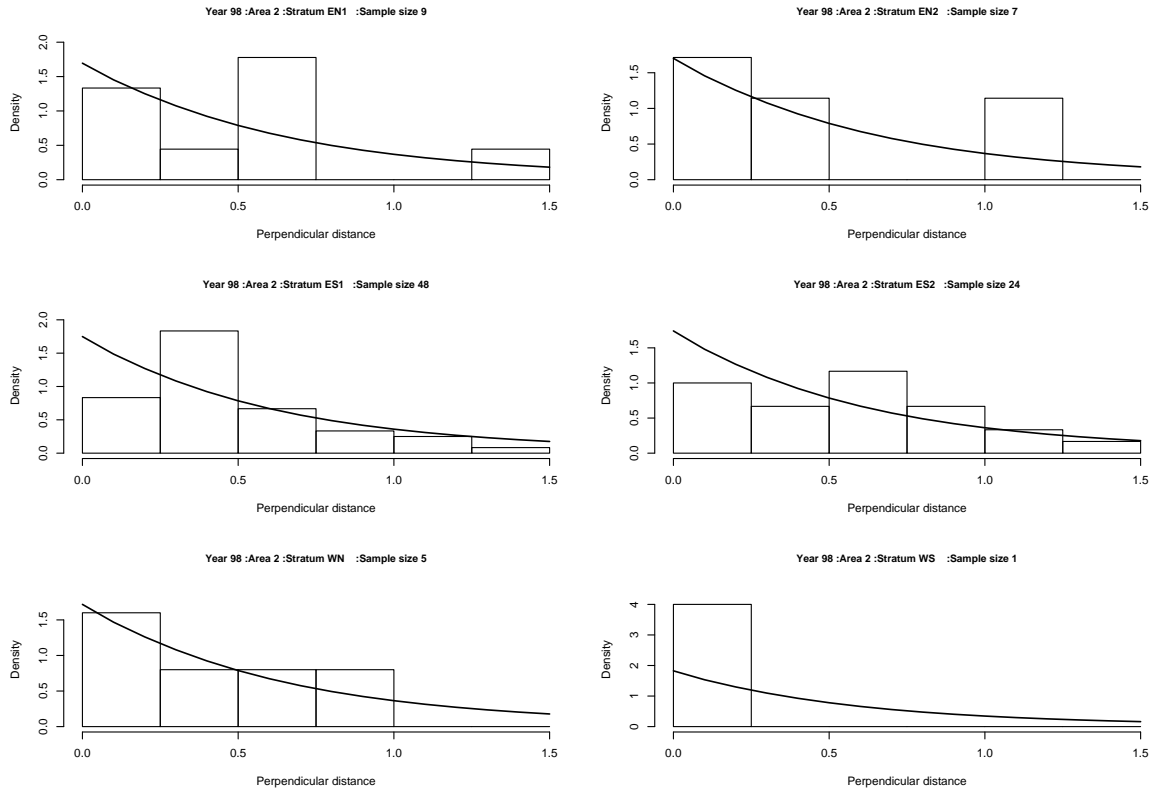 Year 98 :Area 2 :Stratum EN1 :Sample size 9
Density
0.0 0.5 1.0 1.5 2.0
0.0 0.5 1.0 1.5
Perpendicular distance
Year 98 :Area 2 :Stratum EN2 :Sample size 7
Density
0.0 0.5 1.0 1.5
0.0 0.5 1.0 1.5
Perpendicular distance
Year 98 :Area 2 :Stratum ES1 :Sample size 48
Density
0.0 0.5 1.0 1.5 2.0
0.0 0.5 1.0 1.5
Perpendicular distance
Year 98 :Area 2 :Stratum ES2 :Sample size 24
Density
0.0 0.5 1.0 1.5
0.0 0.5 1.0 1.5
Perpendicular distance
Year 98 :Area 2 :Stratum WN :Sample size 5
Density
0.0 0.5 1.0 1.5
0.0 0.5 1.0 1.5
Perpendicular distance
Year 98 :Area 2 :Stratum WS :Sample size 1
Density
0 1 2 3 4
0.0 0.5 1.0 1.5
Perpendicular distance